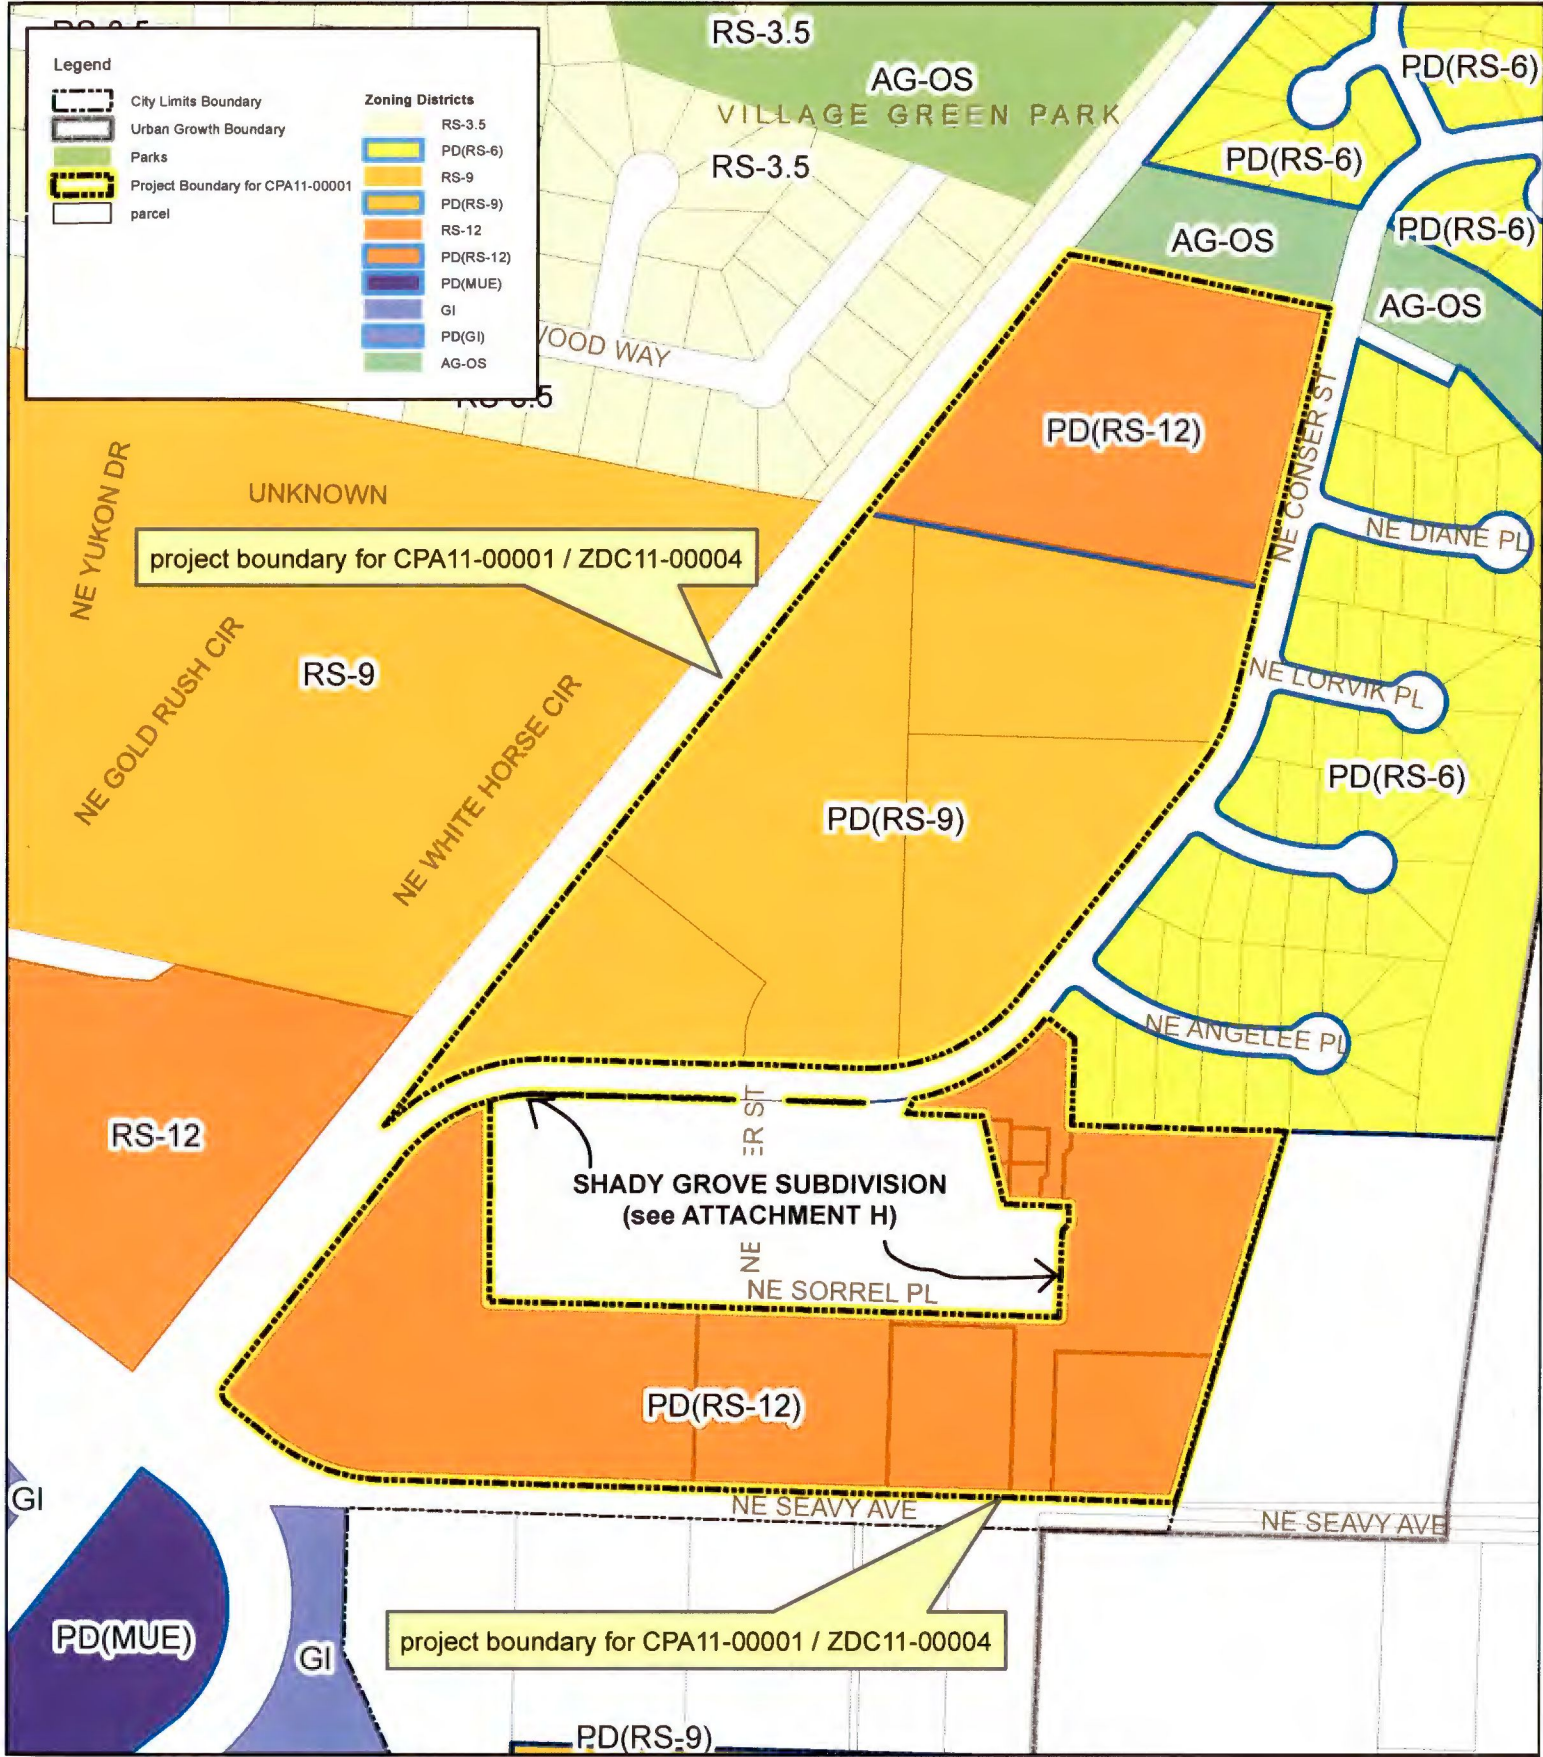 RS-3.5
Legend
City Limits Boundary
Urban Growth Boundary
Parks
Project Boundary for CPA11-00001
parcel
Zoning Districts
RS-3.5
PD(RS-6)
RS-9
PD(RS-9)
RS-12
PD(RS-12)
PD(MUE)
GI
PD(GI)
AG-OS
AG-OS
VILLAGE GREEN PARK
RS-3.5
PD(RS-6)
PD(RS-6)
PD(RS-6)
AG-OS
AG-OS
WOOD WAY
PD(RS-12)
NE CONSER ST
NE DIANE PL
UNKNOWN
NE YUKON DR
project boundary for CPA11-00001 / ZDC11-00004
NE GOLD RUSH CIR
RS-9
NE WHITE HORSE CIR
NE LORVIK PL
PD(RS-6)
PD(RS-9)
NE ANGELEE PL
RS-12
ER ST
SHADY GROVE SUBDIVISION
(see ATTACHMENT H)
NE
NE SORREL PL
PD(RS-12)
NE SEAVY AVE
NE SEAVY AVE
GI
PD(MUE)
GI
project boundary for CPA11-00001 / ZDC11-00004
PD(RS-9)